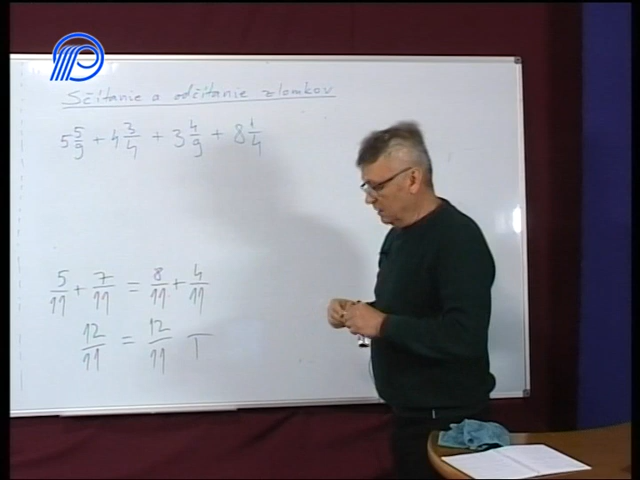 Sčítanie a odčítanie zlomkov
5 5/9 + 4 3/4 + 3 4/9 + 8 1/4
5/11 + 7/11 = 8/11 + 4/11
12/11 = 12/11